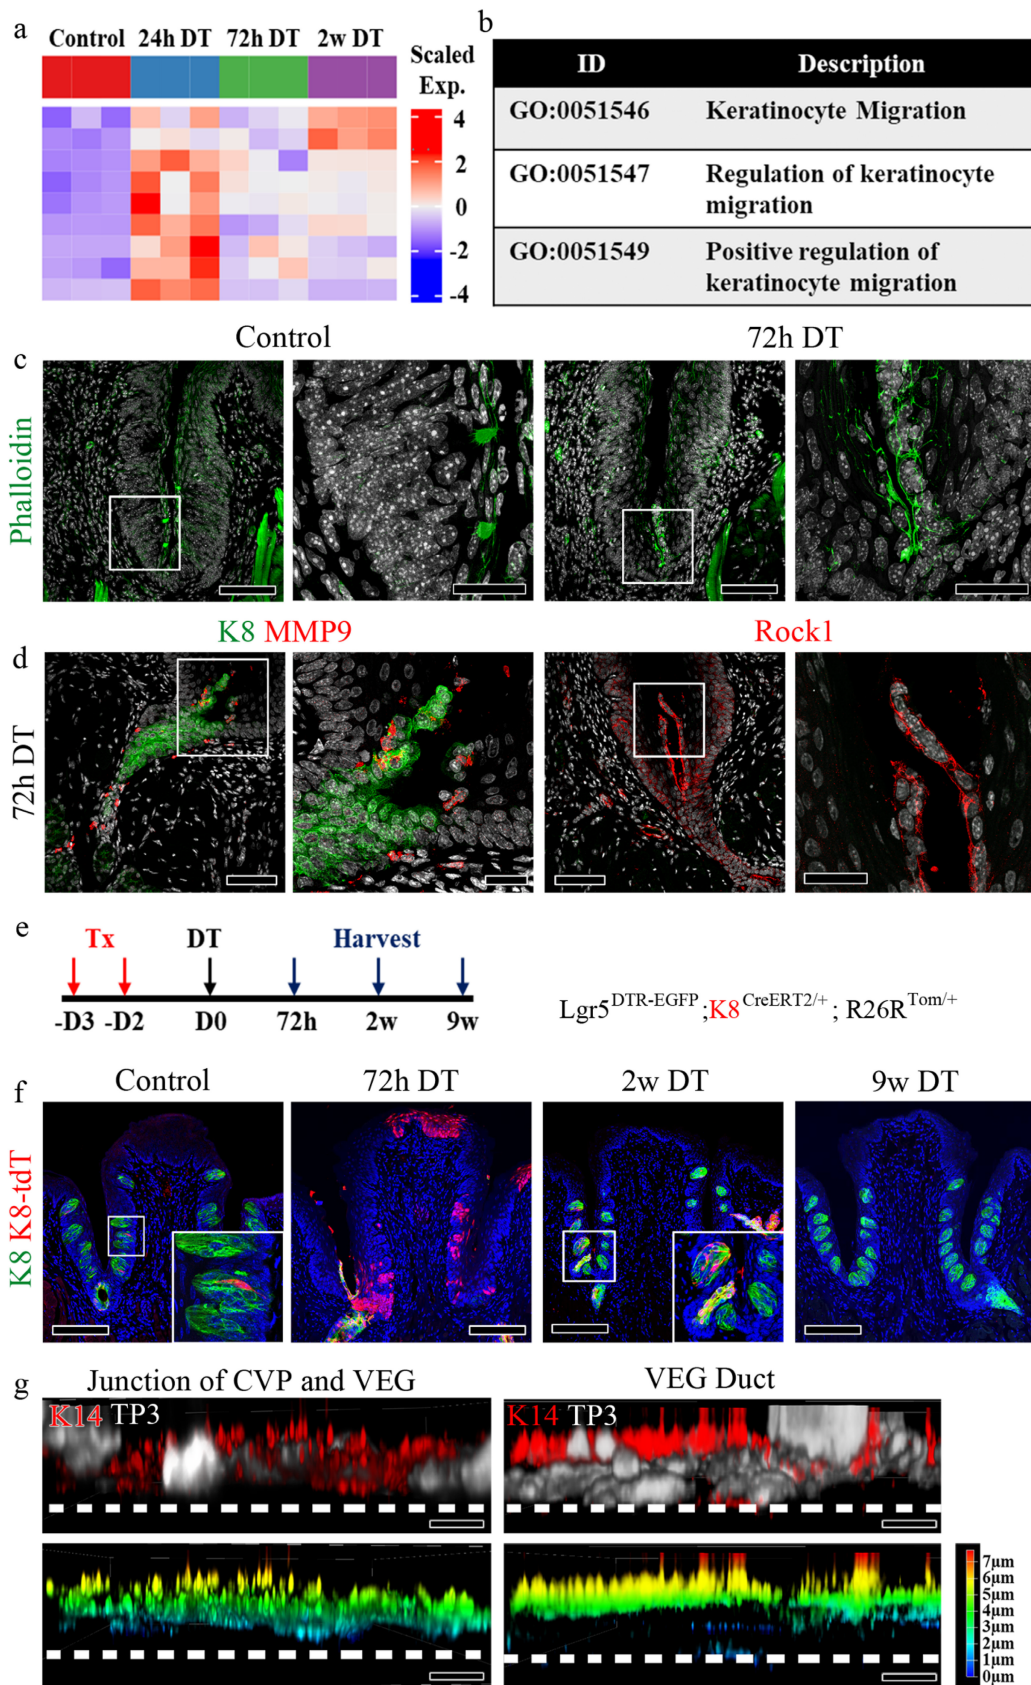 a
Control 24h DT 72h DT 2w DT
Scaled
Exp.
4
2
0
-2
-4
b
ID Description
GO:0051546 Keratinocyte Migration
GO:0051547 Regulation of keratinocyte
migration
GO:0051549 Positive regulation of
keratinocyte migration
c
Control 72h DT
Phalloidin
d
K8 MMP9 Rock1
72h DT
e
Tx DT Harvest
-D3 -D2 D0 72h 2w 9w
Lgr5DTR-EGFP;K8CreERT2/+; R26RTom/+
f
Control 72h DT 2w DT 9w DT
K8 K8-tdT
g
Junction of CVP and VEG VEG Duct
K14 TP3 K14 TP3
7µm
6µm
5µm
4µm
3µm
2µm
1µm
0µm